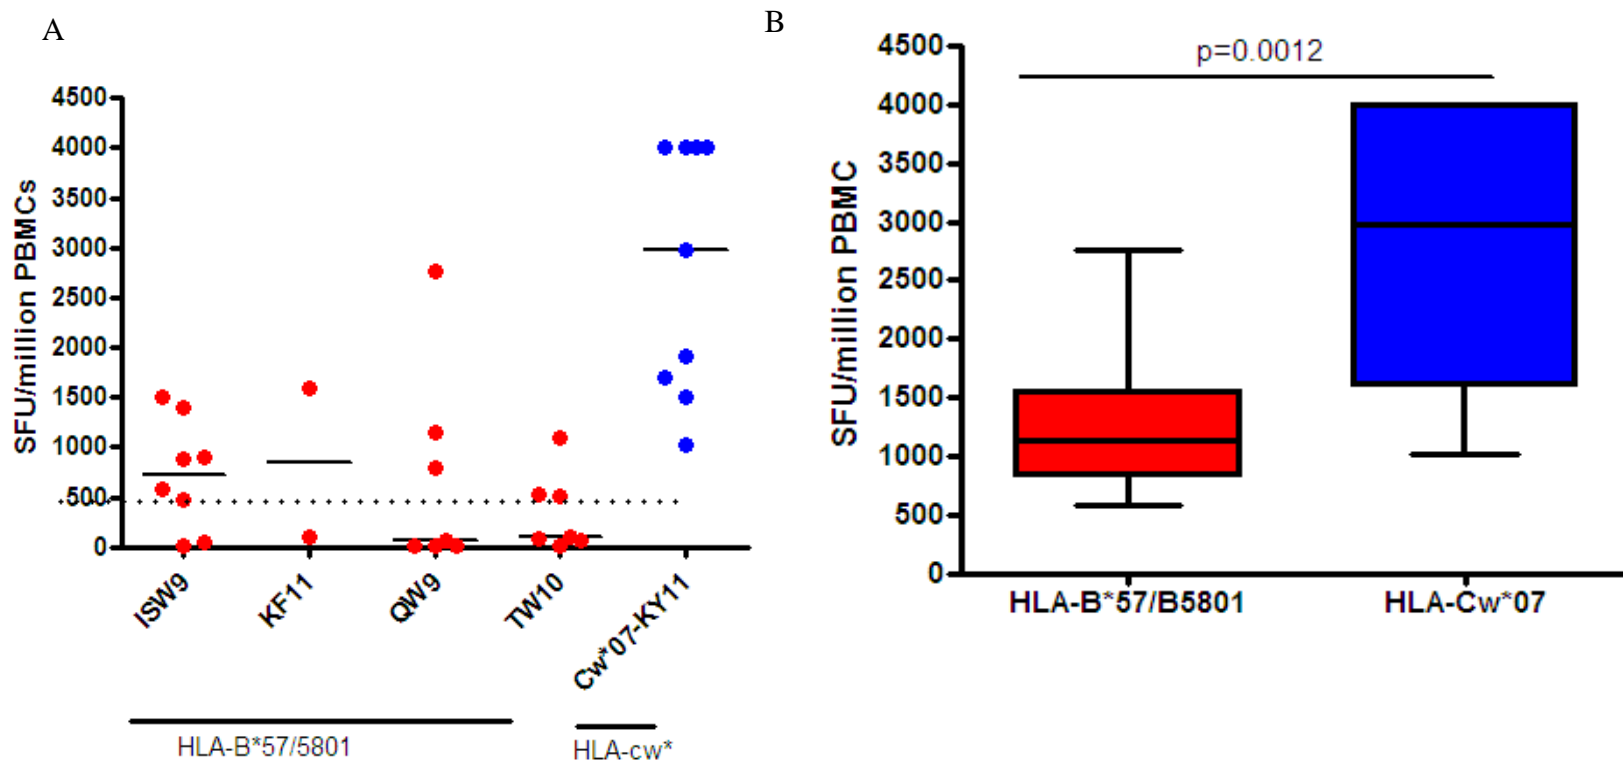 A
SFU/million PBMCs
4500
4000
3500
3000
2500
2000
1500
1000
500
0
ISW9
KF11
QW9
TW10
Cw*07-KY11
HLA-B*57/5801
HLA-cw*
B
p=0.0012
SFU/million PBMC
4500
4000
3500
3000
2500
2000
1500
1000
500
0
HLA-B*57/B5801
HLA-Cw*07